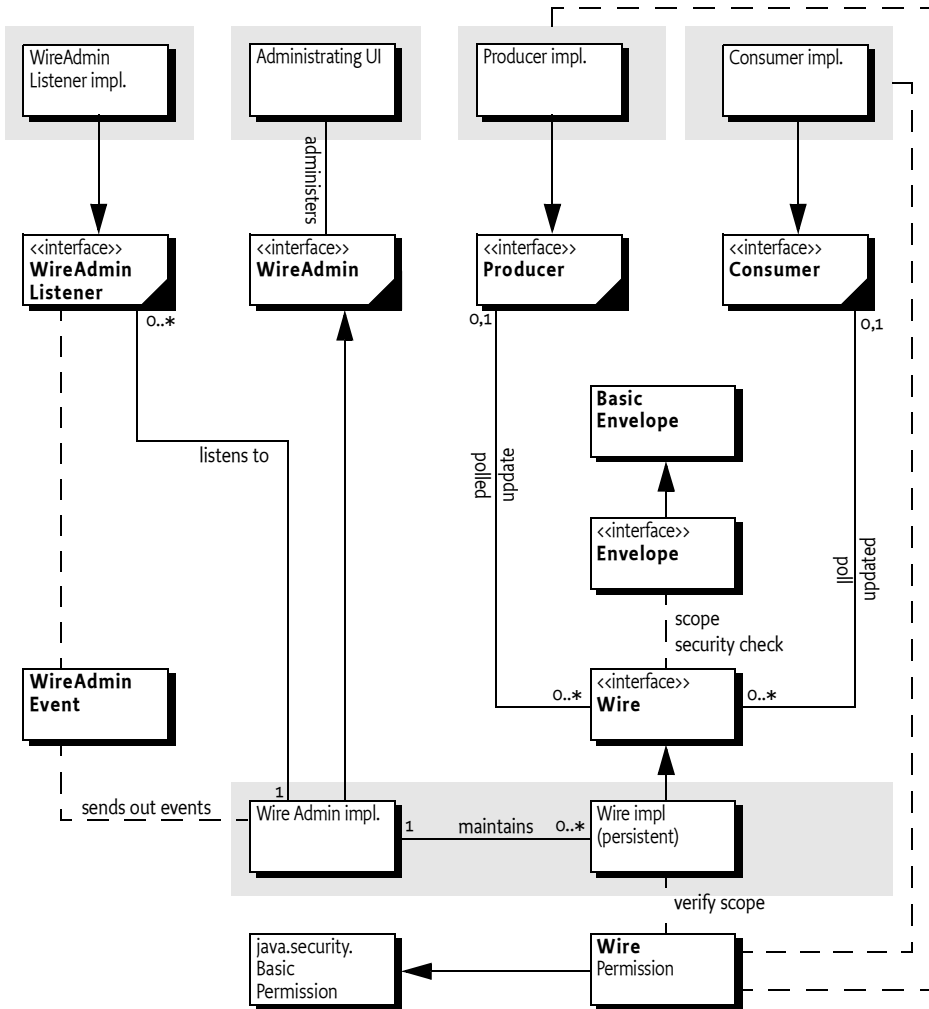 WireAdmin
Listener impl.
Administrating UI
Producer impl.
Consumer impl.
administers
<<interface>>
WireAdmin
Listener
<<interface>>
WireAdmin
<<interface>>
Producer
<<interface>>
Consumer
0..*
0,1
0,1
Basic
Envelope
listens to
polled
update
<<interface>>
Envelope
poll
updated
scope
security check
WireAdmin
Event
0..*
<<interface>>
Wire
0..*
1
sends out events
Wire Admin impl.
1
maintains
0..*
Wire impl
(persistent)
verify scope
java.security.
Basic
Permission
Wire
Permission